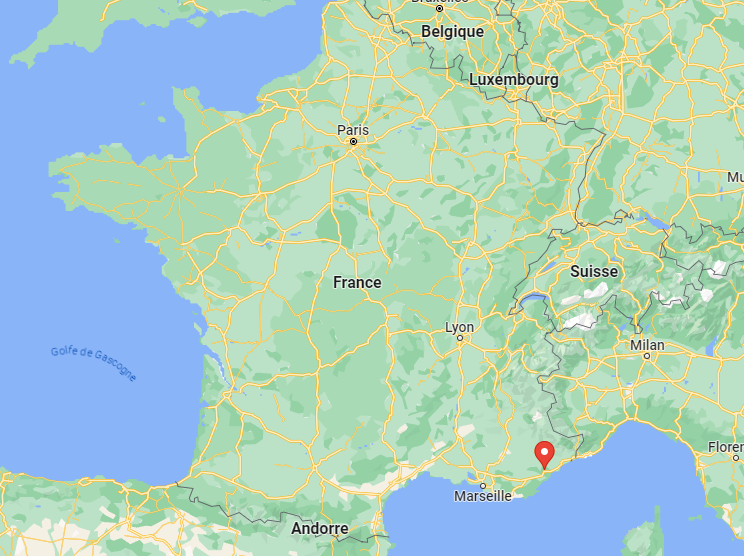 Bruxelles
Belgique
Luxembourg
Paris
Mu
France
Suisse
Lyon
Milan
Golfe de Gascogne
Floren
Marseille
Andorre